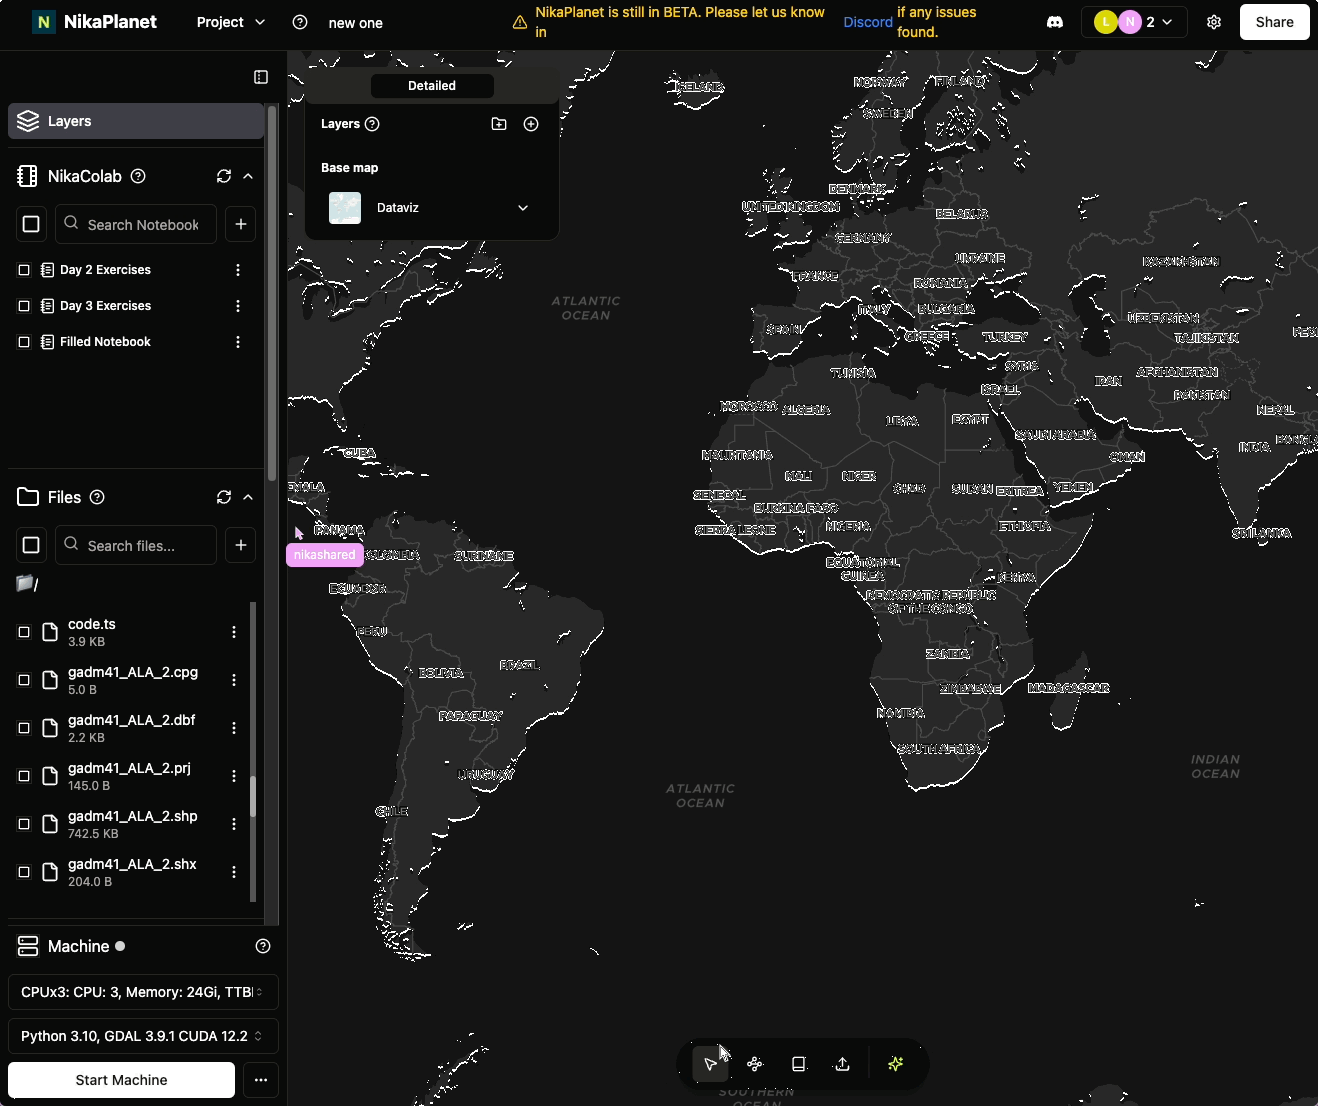 N NikaPlanet
Project
new one
NikaPlanet is still in BETA. Please let us know
in
Discord
if any issues
found.
L
N
2
Share
Layers
NikaColab
Search Notebook
Day 2 Exercises
Day 3 Exercises
Filled Notebook
Files
Search files...
/
code.ts
3.9 KB
gadm41_ALA_2.cpg
5.0 B
gadm41_ALA_2.dbf
2.2 KB
gadm41_ALA_2.prj
145.0 B
gadm41_ALA_2.shp
742.5 KB
gadm41_ALA_2.shx
204.0 B
Machine
CPUx3: CPU: 3, Memory: 24Gi, TTB
Python 3.10, GDAL 3.9.1 CUDA 12.2
Start Machine
Detailed
Layers
Base map
Dataviz
nikashared
IRELAND
NORWAY
FINLAND
SWEDEN
DENMARK
UNITED KINGDOM
BELARUS
GERMANY
UKRAINE
FRANCE
ROMANIA
KAZAKHSTAN
ATLANTIC
OCEAN
ITALY
BULGARIA
UZBEKISTAN
SPAIN
GREECE
TURKEY
TAJIKISTAN
TUNISIA
SYRIA
IRAN
AFGHANISTAN
ISRAEL
PAKISTAN
MOROCCO
ALGERIA
LIBYA
EGYPT
NEPAL
SAUDI ARABIA
INDIA
CUBA
MAURITANIA
OMAN
MALI
NIGER
CHAD
SUDAN
ERITREA
YEMEN
SENEGAL
BURKINA FASO
PANAMA
SIERRA LEONE
NIGERIA
ETHIOPIA
SRI LANKA
SURINAME
EQUATORIAL
GUINEA
KENYA
ECUADOR
DEMOCRATIC REPUBLIC
OF THE CONGO
PERU
BOLIVIA
BRAZIL
ZAMBIA
ZIMBABWE
MADAGASCAR
PARAGUAY
NAMIBIA
SOUTH AFRICA
URUGUAY
CHILE
ATLANTIC
OCEAN
INDIAN
OCEAN
SOUTHERN
OCEAN